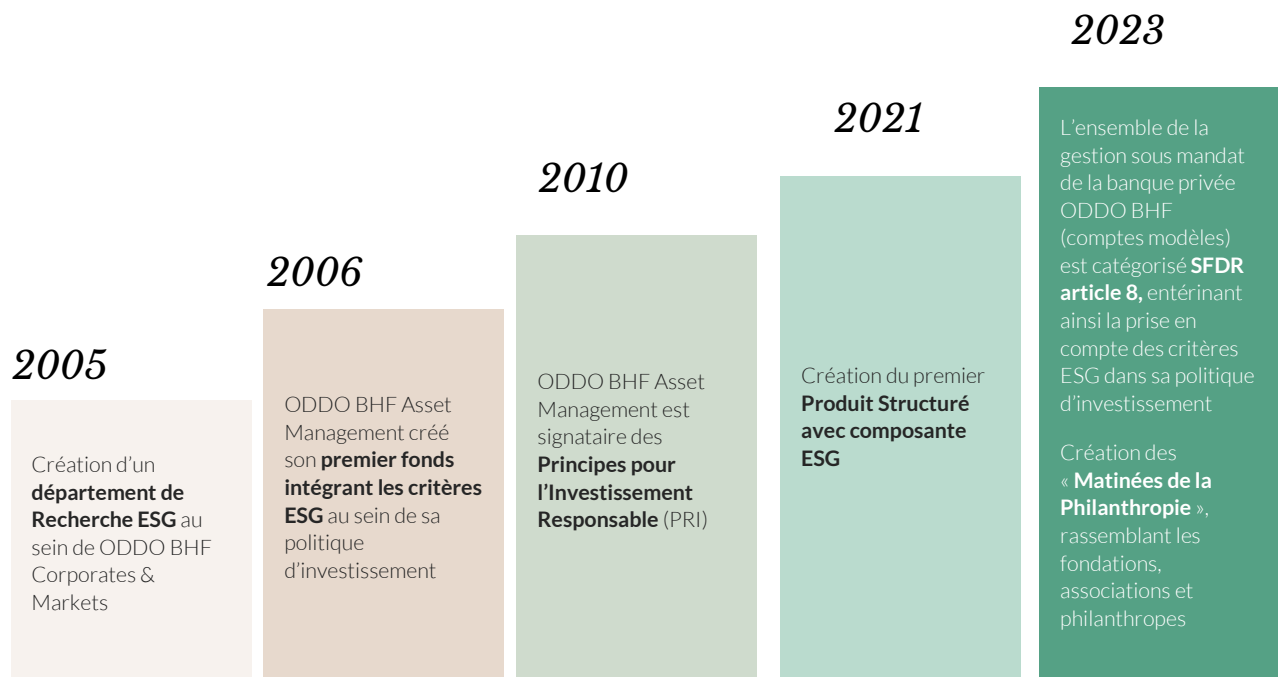 2005
Création d’un
département de
Recherche ESG au
sein de ODDO BHF
Corporates &
Markets
2006
ODDO BHF Asset
Management créé
son premier fonds
intégrant les critères
ESG au sein de sa
politique
d’investissement
2010
ODDO BHF Asset
Management est
signataire des
Principes pour
l’Investissement
Responsable (PRI)
2021
Création du premier
Produit Structuré
avec composante
ESG
2023
L’ensemble de la
gestion sous mandat
de la banque privée
ODDO BHF
(comptes modèles)
est catégorisé SFDR
article 8, entérinant
ainsi la prise en
compte des critères
ESG dans sa politique
d’investissement
Création des
« Matinées de la
Philanthropie »,
rassemblant les
fondations,
associations et
philanthropes